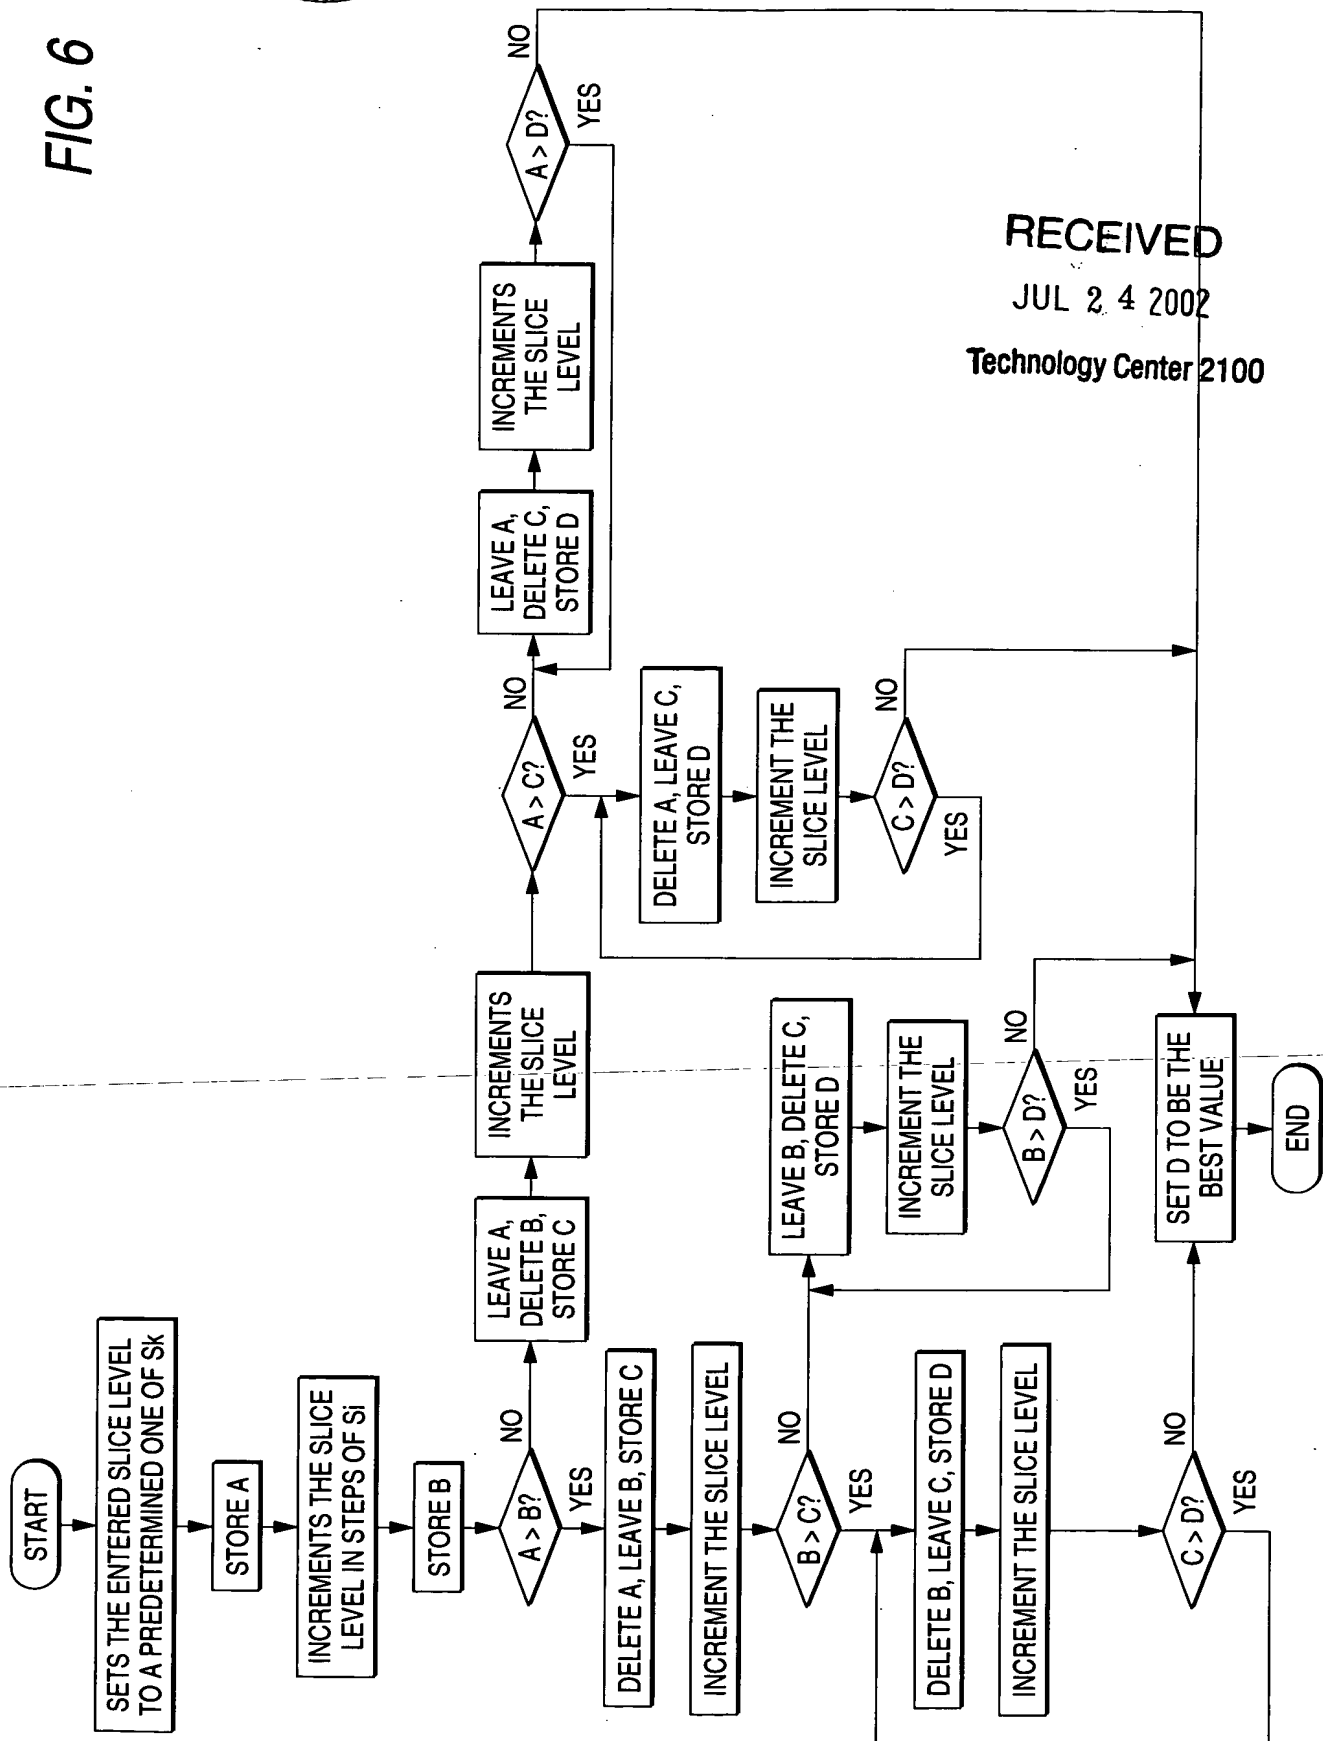 FIG. 6
START
SETS THE ENTERED SLICE LEVEL
TO A PREDETERMINED ONE OF Sk
STORE A
INCREMENTS THE SLICE
LEVEL IN STEPS OF Si
STORE B
A > B?
NO
YES
LEAVE A,
DELETE B,
STORE C
INCREMENTS
THE SLICE
LEVEL
A > C?
NO
YES
LEAVE A,
DELETE C,
STORE D
INCREMENTS
THE SLICE
LEVEL
A > D?
NO
YES
DELETE A, LEAVE C,
STORE D
INCREMENT THE
SLICE LEVEL
C > D?
NO
YES
DELETE A, LEAVE B, STORE C
INCREMENT THE SLICE LEVEL
B > C?
NO
YES
LEAVE B, DELETE C,
STORE D
INCREMENT THE
SLICE LEVEL
B > D?
NO
YES
DELETE B, LEAVE C, STORE D
INCREMENT THE SLICE LEVEL
C > D?
NO
YES
SET D TO BE THE
BEST VALUE
END
RECEIVED
JUL 24 2002
Technology Center 2100